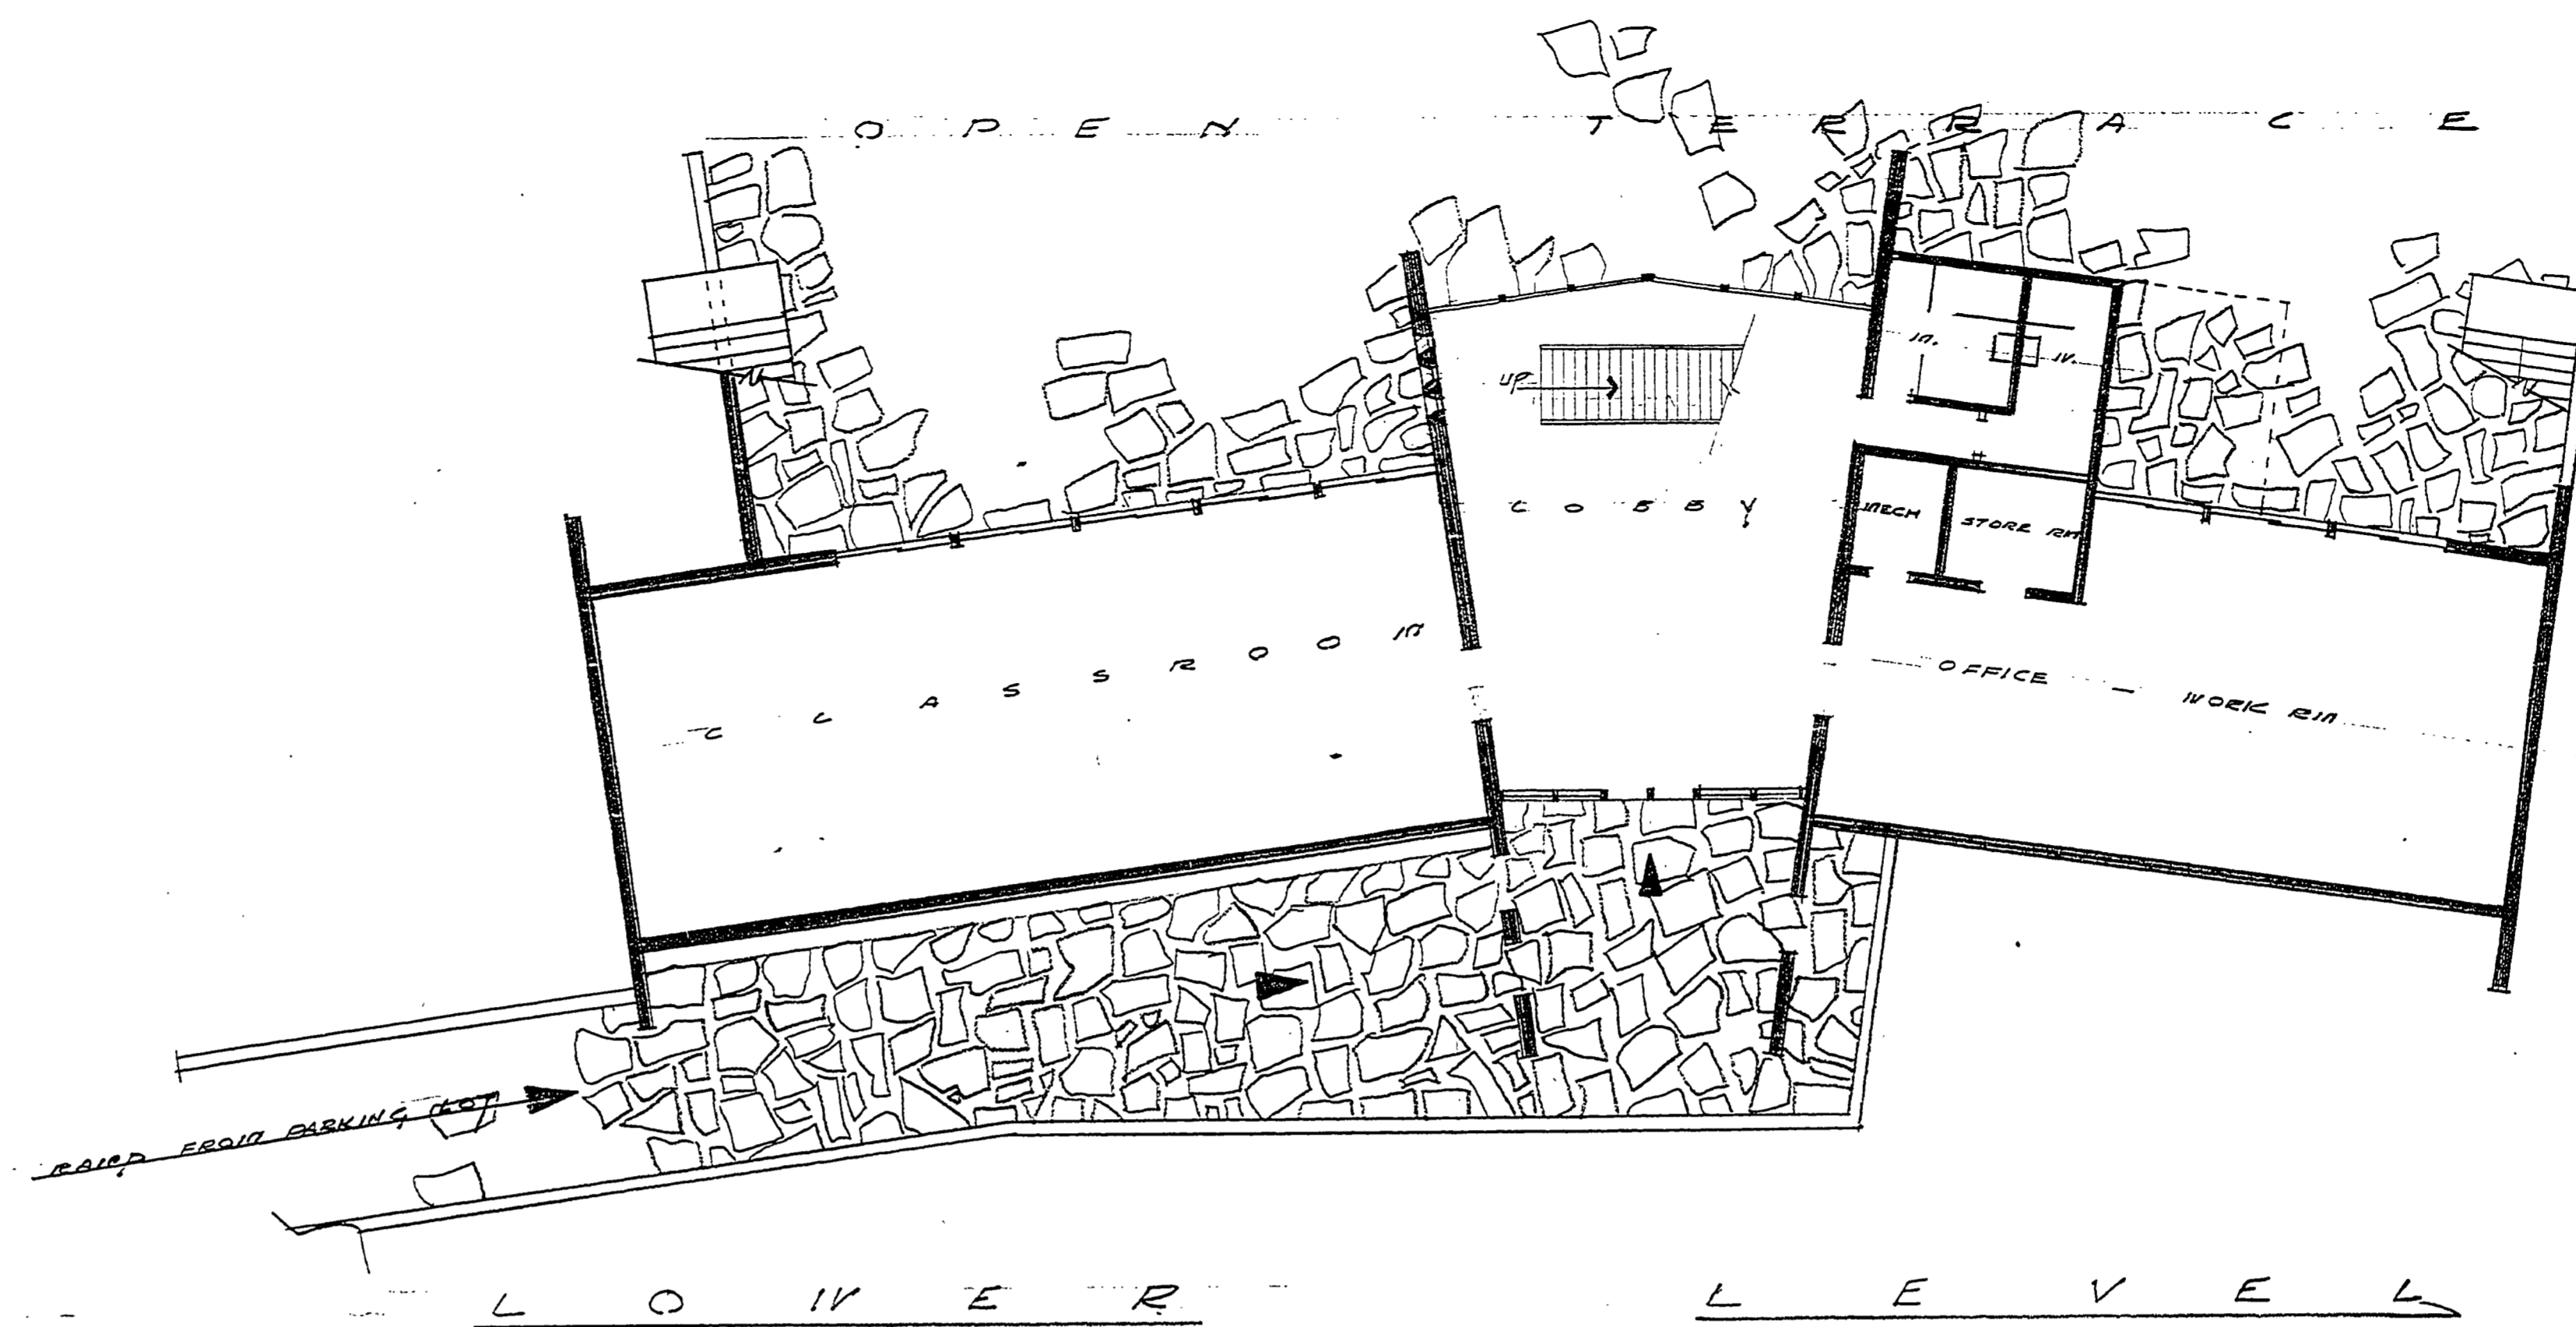 OPEN TERRACE
M.
W.
UP
LOBBY
MECH
STORE RM
CLASSROOM
OFFICE — WORK RM
RAMP FROM PARKING LOT
LOWER LEVEL